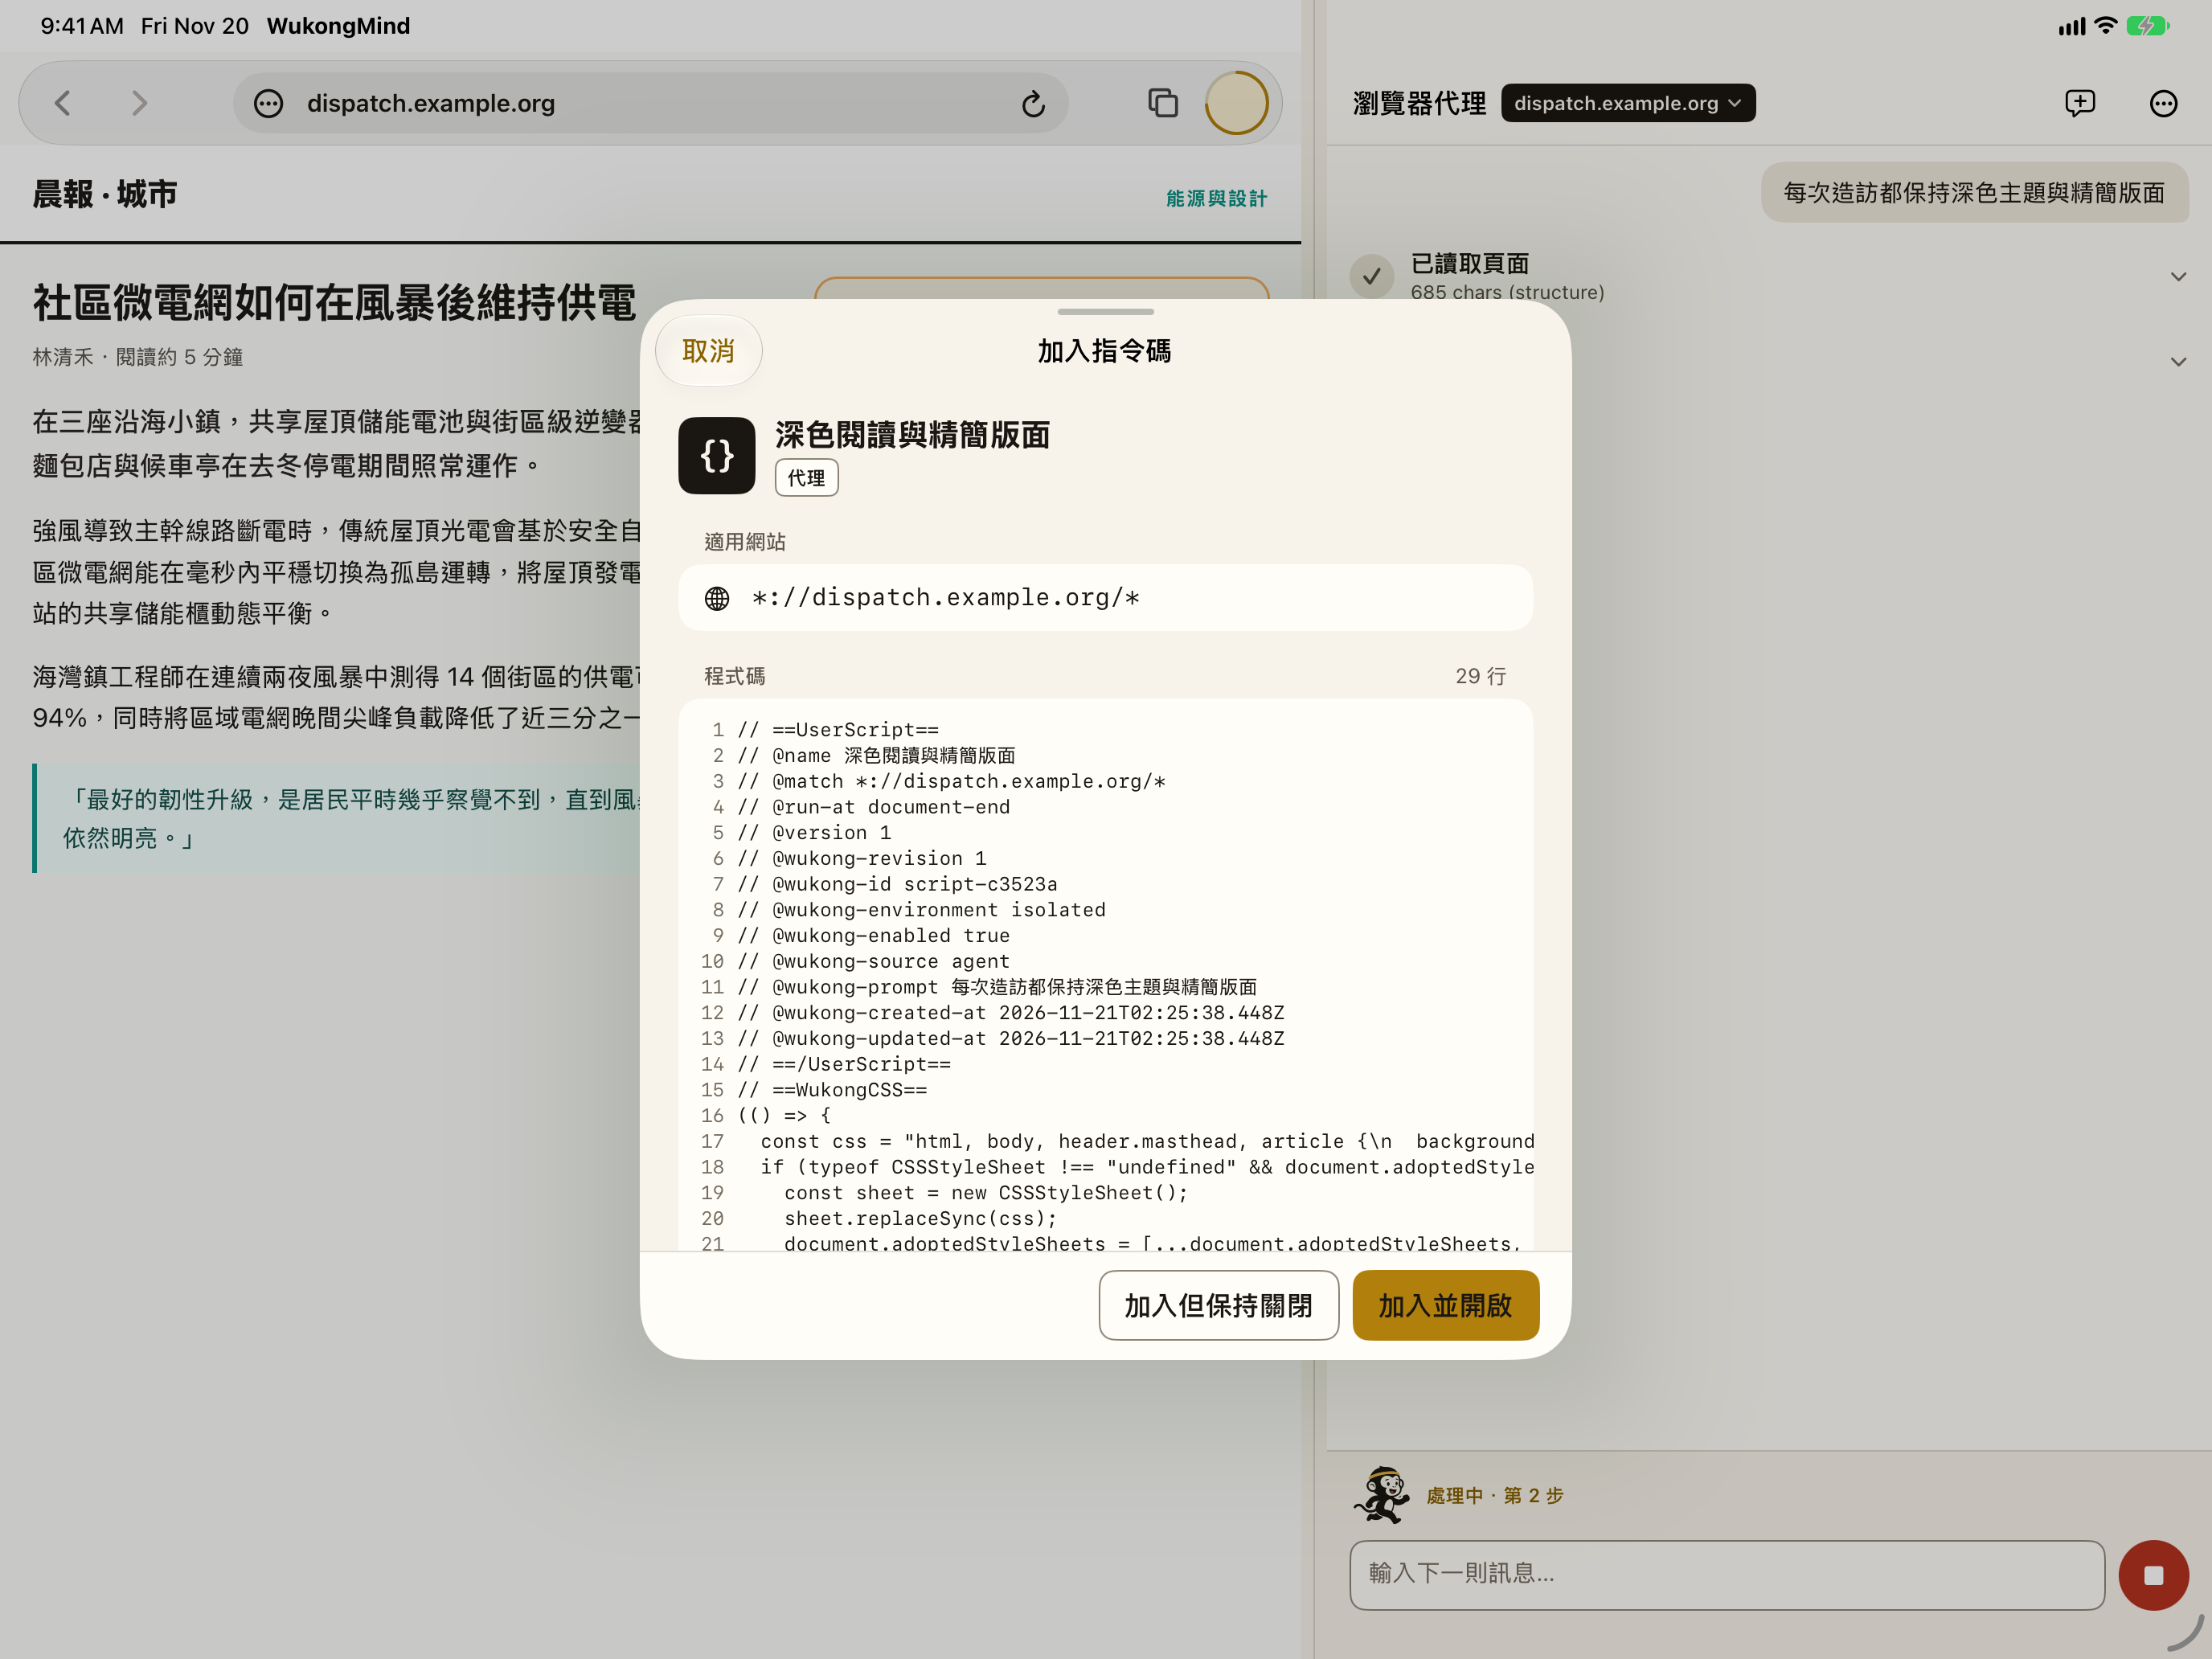 9:41 AM Fri Nov 20 WukongMind
dispatch.example.org
晨報·城市
能源與設計
社區微電網如何在風暴後維持供電
林清禾 · 閱讀約 5 分鐘
在三座沿海小鎮，共享屋頂儲能電池與街區級逆變
麵包店與候車亭在去冬停電期間照常運作。
強風導致主幹線路斷電時，傳統屋頂光電會基於安全自
區微電網能在毫秒內平穩切換為孤島運轉，將屋頂發電
站的共享儲能櫃動態平衡。
海灣鎮工程師在連續兩夜風暴中測得 14 個街區的供電
94%，同時將區域電網晚間尖峰負載降低了近三分之一
「最好的韌性升級，是居民平時幾乎察覺不到，直到風
依然明亮。」
瀏覽器代理 dispatch.example.org
每次造訪都保持深色主題與精簡版面
已讀取頁面
685 chars (structure)
取消
加入指令碼
{}
深色閱讀與精簡版面
代理
適用網站
*://dispatch.example.org/*
程式碼 29 行
1 // ==UserScript==
2 // @name 深色閱讀與精簡版面
3 // @match *://dispatch.example.org/*
4 // @run-at document-end
5 // @version 1
6 // @wukong-revision 1
7 // @wukong-id script-c3523a
8 // @wukong-environment isolated
9 // @wukong-enabled true
10 // @wukong-source agent
11 // @wukong-prompt 每次造訪都保持深色主題與精簡版面
12 // @wukong-created-at 2026-11-21T02:25:38.448Z
13 // @wukong-updated-at 2026-11-21T02:25:38.448Z
14 // ==/UserScript==
15 // ==WukongCSS==
16 (() => {
17 const css = "html, body, header.masthead, article {\n background
18 if (typeof CSSStyleSheet !== "undefined" && document.adoptedStyle
19 const sheet = new CSSStyleSheet();
20 sheet.replaceSync(css);
21 document.adoptedStyleSheets = [...document.adoptedStyleSheets,
加入但保持關閉
加入並開啟
處理中 · 第 2 步
輸入下一則訊息...